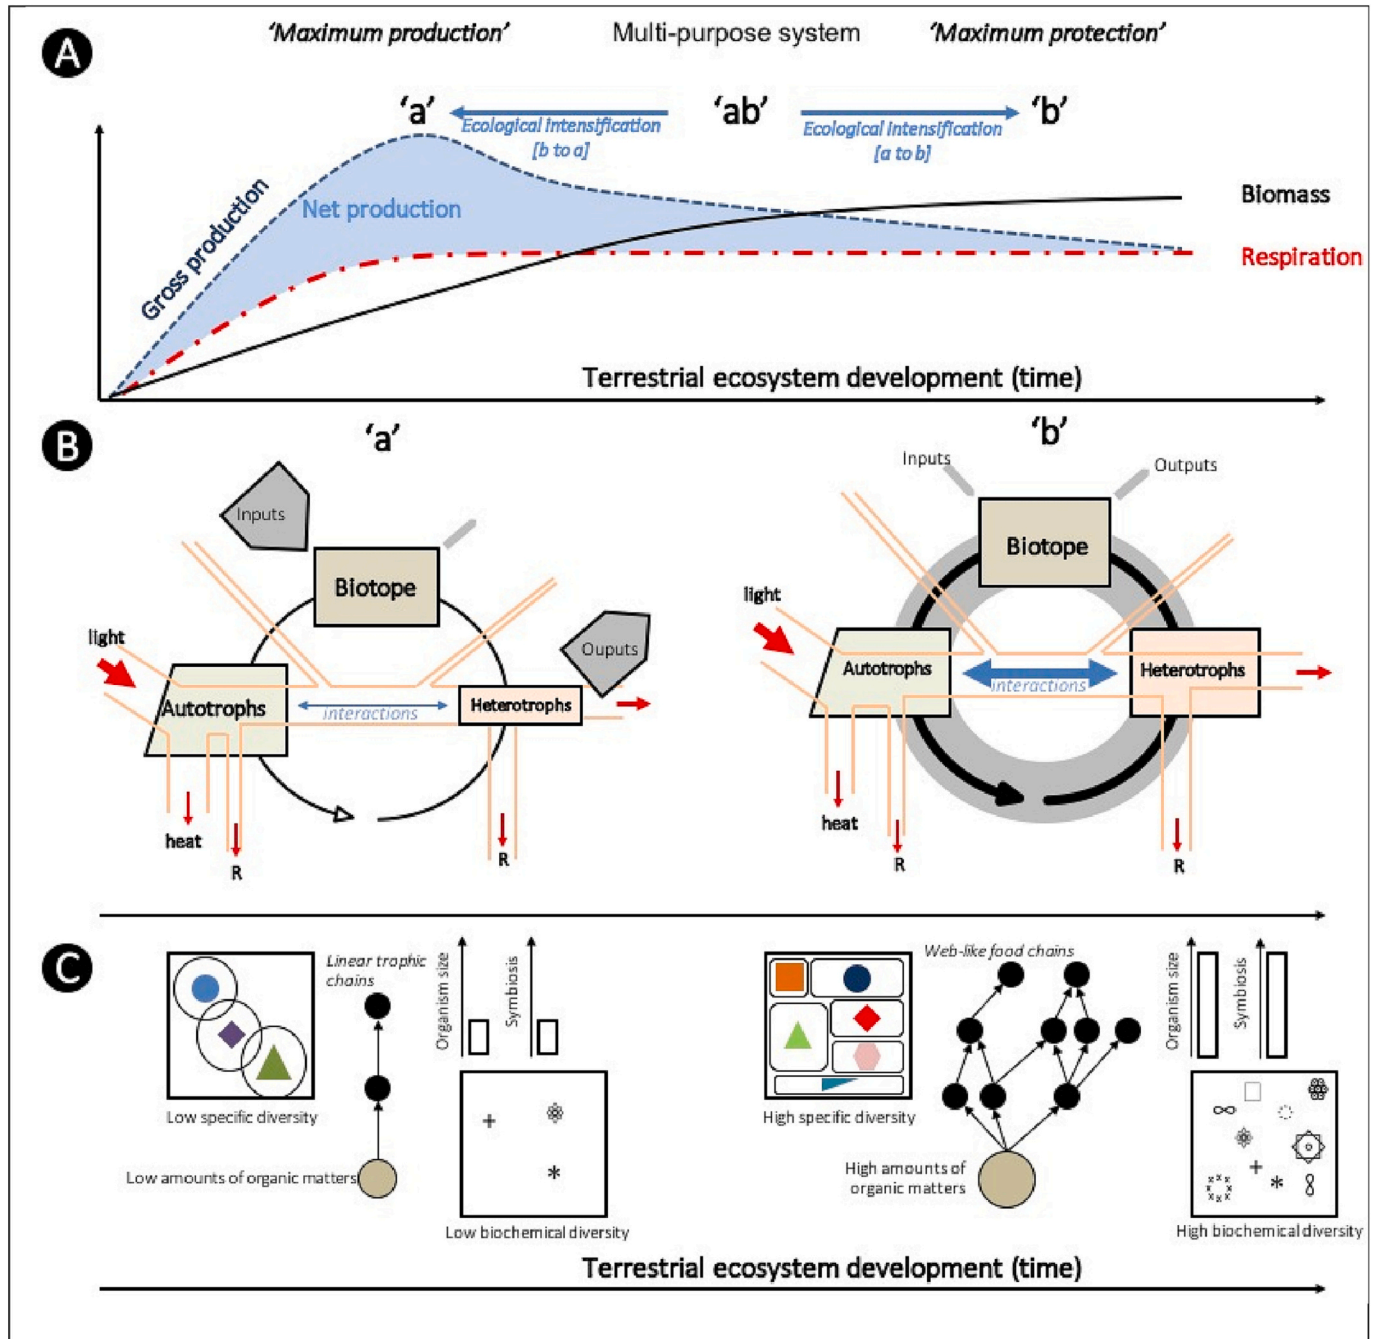 A
‘Maximum production’ Multi-purpose system ‘Maximum protection’
‘a’ ‘ab’ ‘b’
Ecological intensification
[b to a]
Ecological intensification
[a to b]
Gross production
Net production
Biomass
Respiration
Terrestrial ecosystem development (time)
B
‘a’
‘b’
Inputs
Biotope
light
Autotrophs
interactions
Heterotrophs
Ouputs
heat
R
R
Inputs
Outputs
Biotope
light
Autotrophs
interactions
Heterotrophs
heat
R
R
C
Linear trophic
chains
Organism size
Symbiosis
Low specific diversity
Low amounts of organic matters
Low biochemical diversity
Web-like food chains
Organism size
Symbiosis
High specific diversity
High amounts of
organic matters
High biochemical diversity
Terrestrial ecosystem development (time)